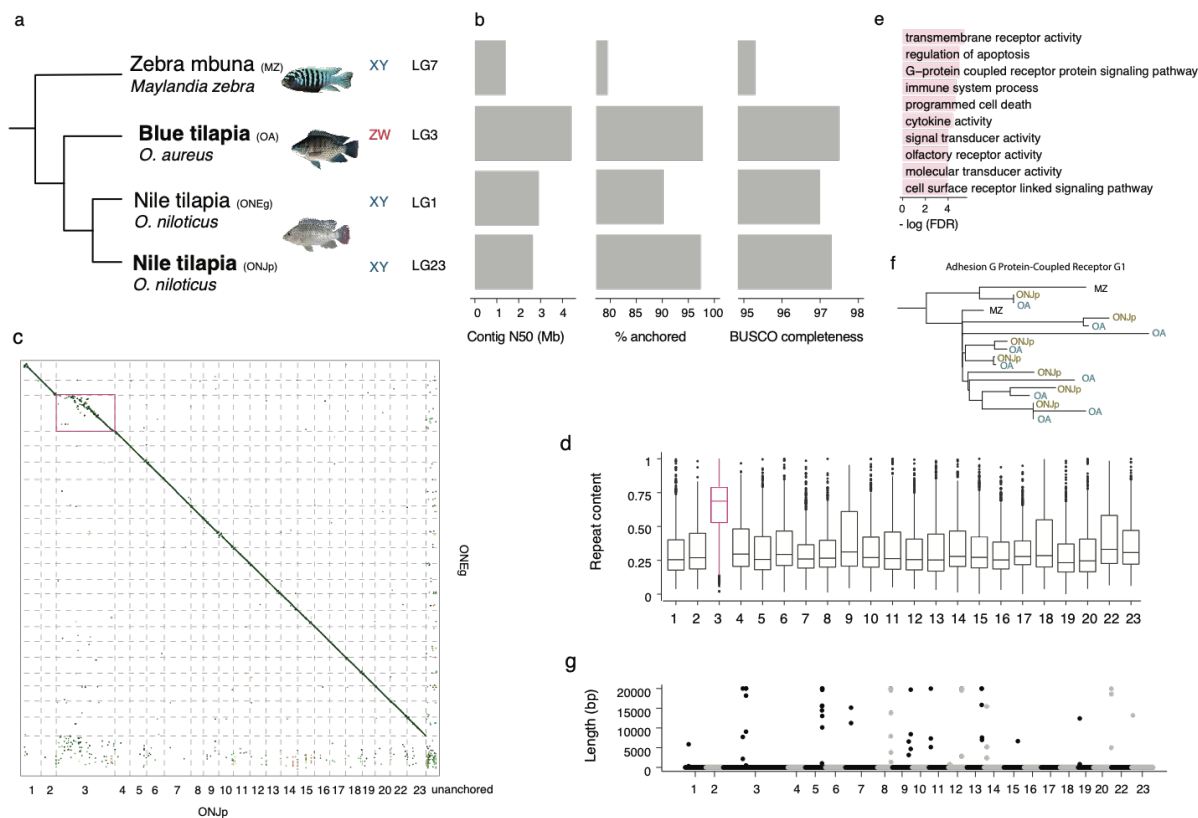 a
Zebra mbuna (MZ)
Maylandia zebra
XY
LG7
Blue tilapia (OA)
O. aureus
ZW
LG3
Nile tilapia (ONEg)
O. niloticus
XY
LG1
Nile tilapia (ONJp)
O. niloticus
XY
LG23
b
0 1 2 3 4
Contig N50 (Mb)
80 85 90 95 100
% anchored
95 96 97 98
BUSCO completeness
e
transmembrane receptor activity
regulation of apoptosis
G-protein coupled receptor protein signaling pathway
immune system process
programmed cell death
cytokine activity
signal transducer activity
olfactory receptor activity
molecular transducer activity
cell surface receptor linked signaling pathway
0 2 4
- log (FDR)
f
Adhesion G Protein-Coupled Receptor G1
MZ
ONJp
OA
MZ
ONJp
OA
OA
ONJp
OA
ONJp
OA
ONJp
OA
ONJp
OA
ONJp
OA
OA
c
ONEg
1 2 3 4 5 6 7 8 9 10 11 12 13 14 15 16 17 18 19 20 22 23 unanchored
ONJp
d
Repeat content
1
0.75
0.50
0.25
0
1 2 3 4 5 6 7 8 9 10 11 12 13 14 15 16 17 18 19 20 22 23
g
Length (bp)
20000
15000
10000
5000
0
1 2 3 4 5 6 7 8 9 10 11 12 13 14 15 16 17 18 19 20 22 23